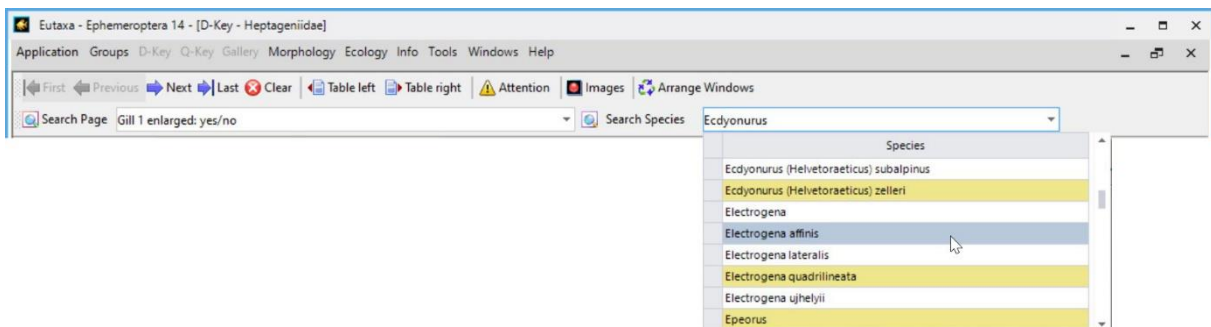 Eutaxa - Ephemeroptera 14 - [D-Key - Heptageniidae]
Application Groups D-Key Q-Key Gallery Morphology Ecology Info Tools Windows Help
First Previous Next Last Clear Table left Table right Attention Images Arrange Windows
Search Page Gill 1 enlarged: yes/no Search Species Ecdyonurus
Species
Ecdyonurus (Helvetoraeticus) subalpinus
Ecdyonurus (Helvetoraeticus) zelleri
Electrogena
Electrogena affinis
Electrogena lateralis
Electrogena quadrilineata
Electrogena ujhelyii
Epeorus